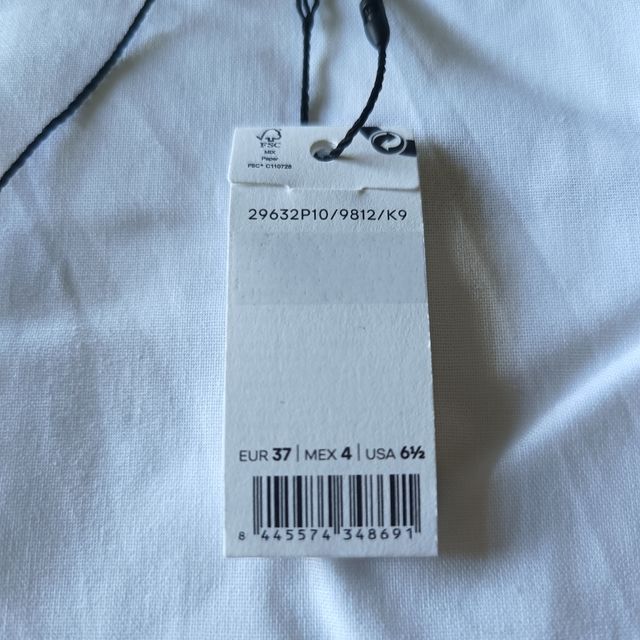 FSC
MIX
Paper
FSC® C110728
29632P10/9812/K9
EUR 37 | MEX 4 | USA 6½
8 445574 348691